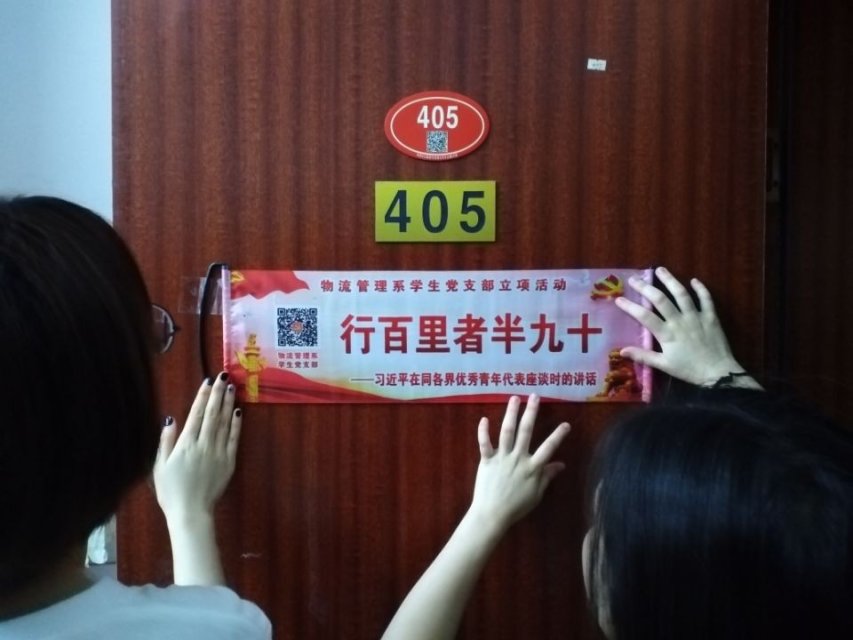 405
405
物流管理系学生党支部立项活动
行百里者半九十
物流管理系
学生党支部
——习近平在同各界优秀青年代表座谈时的讲话